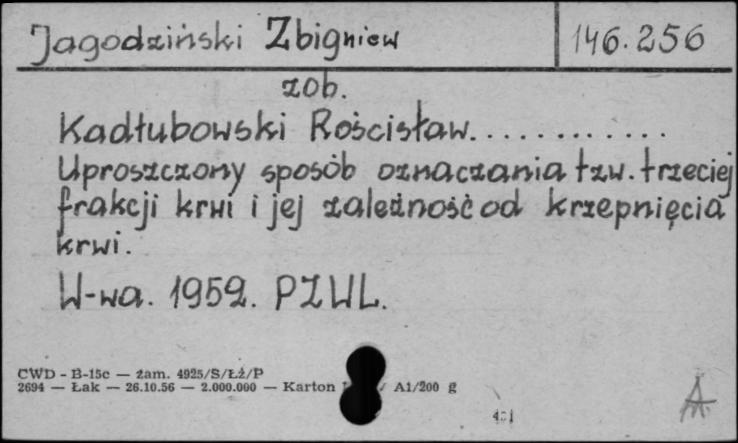 Jagodziński Zbigniew 146.256
zob.
Kadłubowski Rościsław.............
Uproszczony sposób oznaczania tzw. trzeciej
frakcji krwi i jej zależność od krzepnięcia
krwi.
W-wa. 1959. PZWL.
CWD - B-15c — zam. 4925/S/Łź/P
2694 — Łak — 26.10.56 — 2.000.000 — Karton A1/200 g